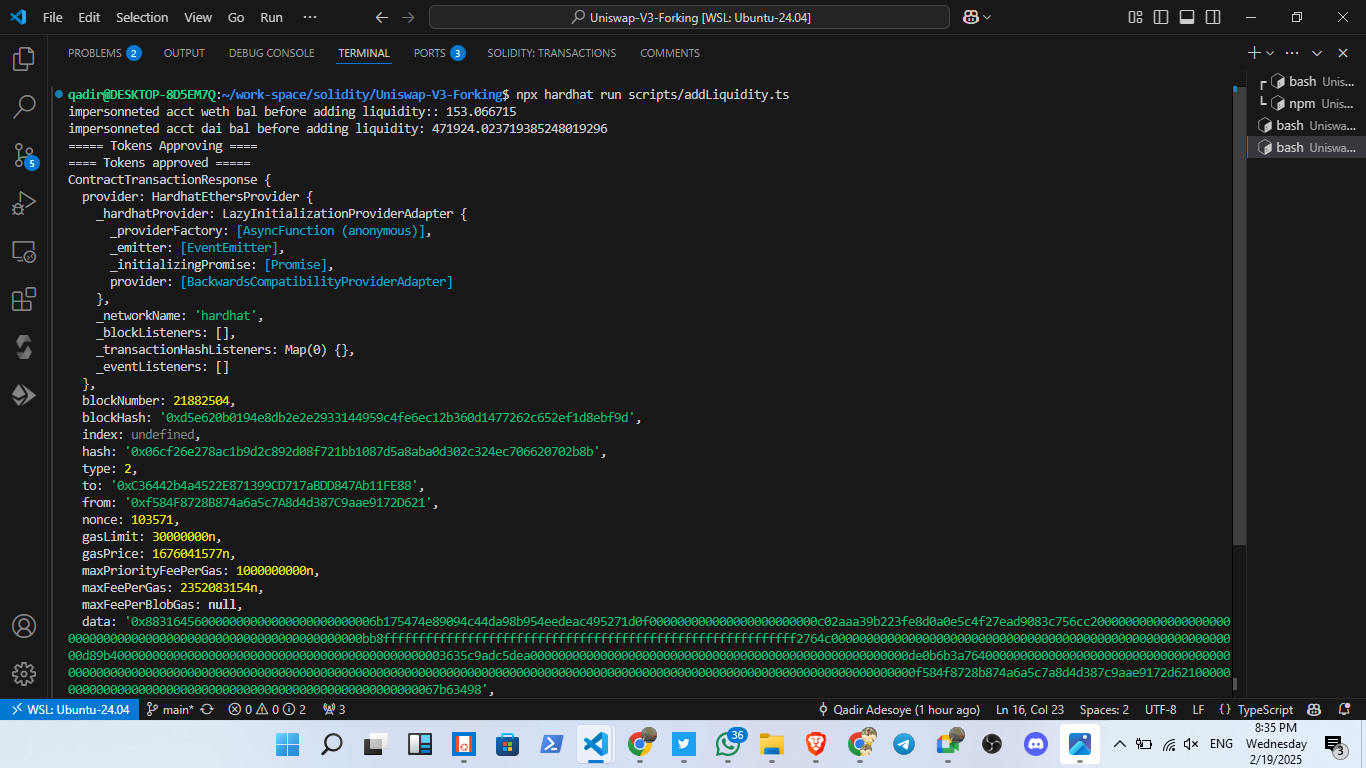 File Edit Selection View Go Run ··· Uniswap-V3-Forking [WSL: Ubuntu-24.04]
PROBLEMS 2 OUTPUT DEBUG CONSOLE TERMINAL PORTS 3 SOLIDITY: TRANSACTIONS COMMENTS
qadir@DESKTOP-8D5EM7Q:~/work-space/solidity/Uniswap-V3-Forking$ npx hardhat run scripts/addLiquidity.ts
impersonneted acct weth bal before adding liquidity:: 153.066715
impersonneted acct dai bal before adding liquidity: 471924.023719385248019296
===== Tokens Approving ====
==== Tokens approved =====
ContractTransactionResponse {
provider: HardhatEthersProvider {
_hardhatProvider: LazyInitializationProviderAdapter {
_providerFactory: [AsyncFunction (anonymous)],
_emitter: [EventEmitter],
_initializingPromise: [Promise],
provider: [BackwardsCompatibilityProviderAdapter]
},
_networkName: 'hardhat',
_blockListeners: [],
_transactionHashListeners: Map(0) {},
_eventListeners: []
},
blockNumber: 21882504,
blockHash: '0xd5e620b0194e8db2e2e2933144959c4fe6ec12b360d1477262c652ef1d8ebf9d',
index: undefined,
hash: '0x06cf26e278ac1b9d2c892d08f721bb1087d5a8aba0d302c324ec706620702b8b',
type: 2,
to: '0xC36442b4a4522E871399CD717aBDD847Ab11FE88',
from: '0xf584F8728B874a6a5c7A8d4d387C9aae9172D621',
nonce: 103571,
gasLimit: 30000000n,
gasPrice: 1676041577n,
maxPriorityFeePerGas: 1000000000n,
maxFeePerGas: 2352083154n,
maxFeePerBlobGas: null,
data:
bash Unis...
npm Unis...
bash Uniswa...
bash Uniswa...
5
WSL: Ubuntu-24.04 main* 0 0 2 3 Qadir Adesoye (1 hour ago) Ln 16, Col 23 Spaces: 2 UTF-8 LF {} TypeScript
36
ENG
8:35 PM
Wednesday
2/19/2025
3